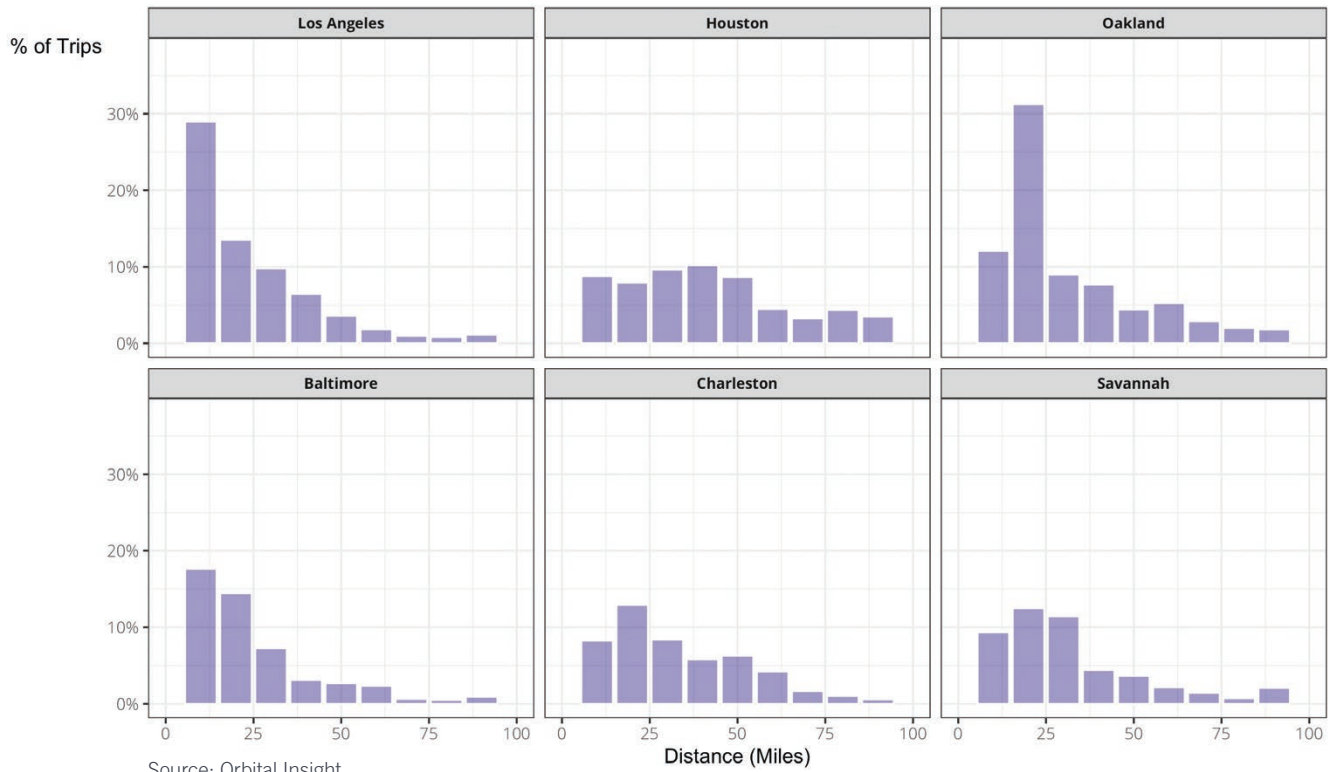 Los Angeles
Houston
Oakland
% of Trips
30%
20%
10%
0%
Baltimore
Charleston
Savannah
30%
20%
10%
0%
0 25 50 75 100
0 25 50 75 100
0 25 50 75 100
Distance (Miles)
Source: Orbital Insight